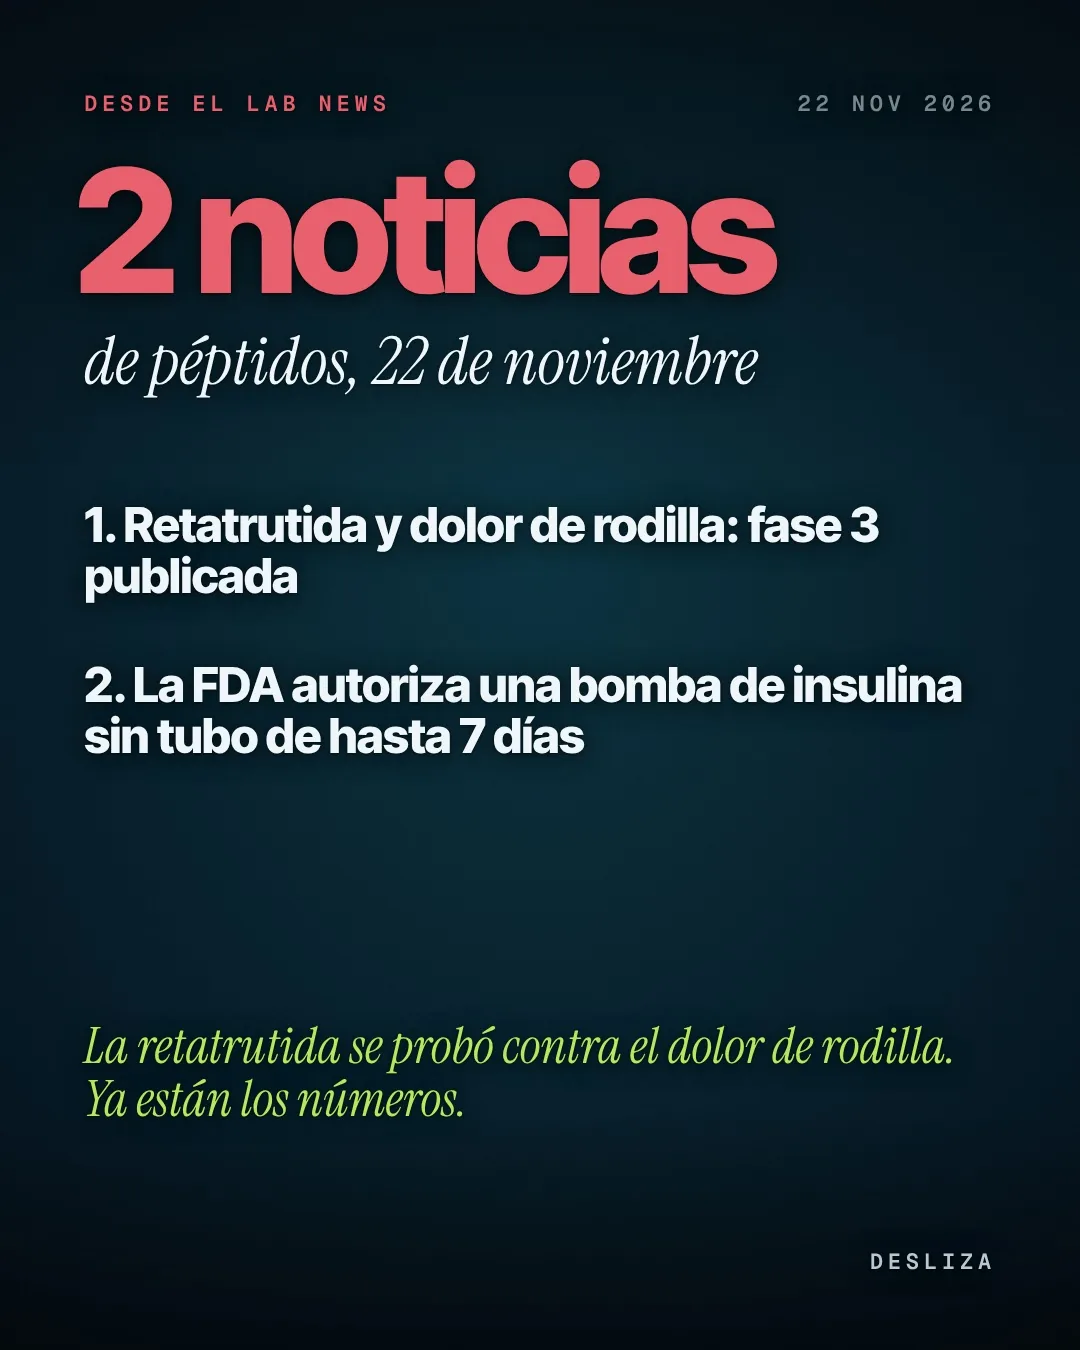 DESDE EL LAB NEWS
22 NOV 2026
2 noticias
de péptidos, 22 de noviembre
1. Retatrutida y dolor de rodilla: fase 3
publicada
2. La FDA autoriza una bomba de insulina
sin tubo de hasta 7 días
La retatrutida se probó contra el dolor de rodilla.
Ya están los números.
DESLIZA